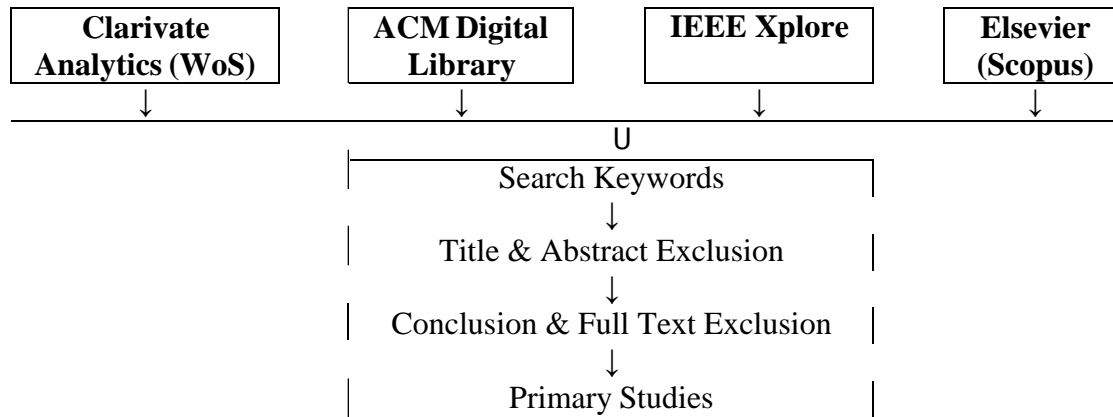 Clarivate
Analytics (WoS)
ACM Digital
Library
IEEE Xplore
Elsevier
(Scopus)
↓ ↓ ↓ ↓
U
Search Keywords
↓
Title & Abstract Exclusion
↓
Conclusion & Full Text Exclusion
↓
Primary Studies